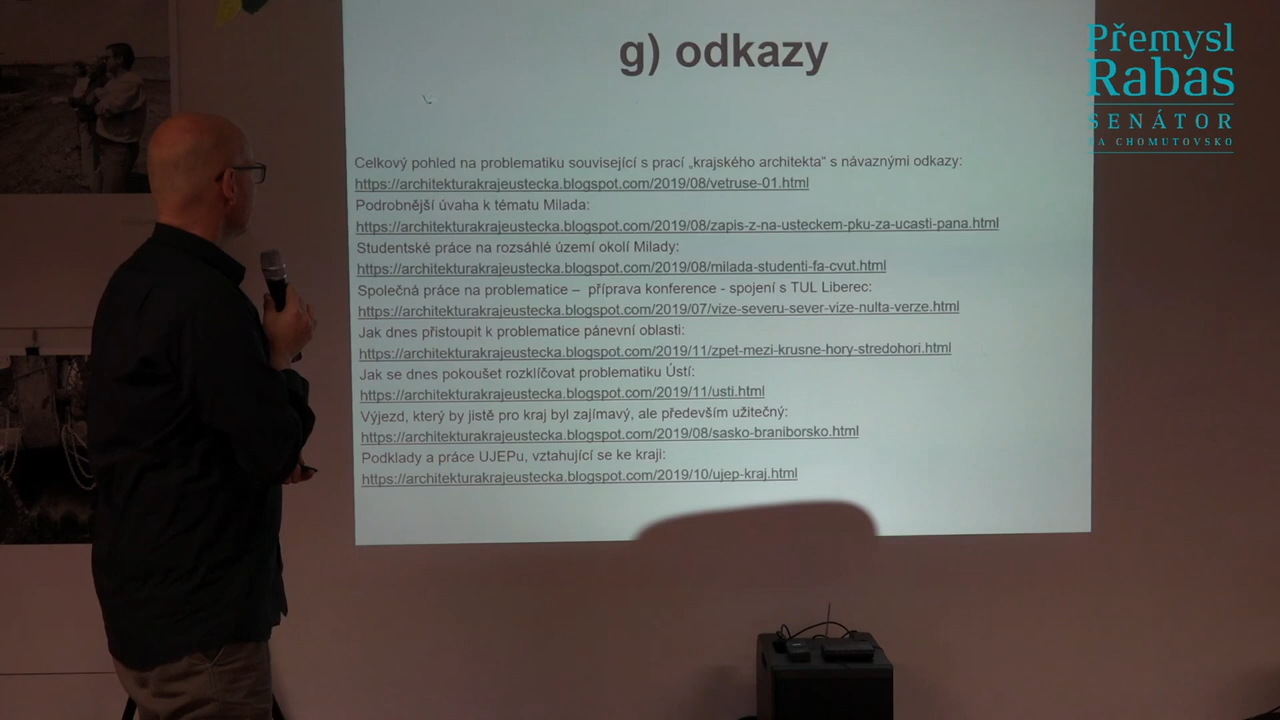 g) odkazy
Přemysl
Rabas
SENÁTOR
ZA CHOMUTOVSKO
Celkový pohled na problematiku související s prací „krajského architekta“ s návaznými odkazy:
https://architekturakrajeustecka.blogspot.com/2019/08/vetruse-01.html
Podrobnější úvaha k tématu Milada:
https://architekturakrajeustecka.blogspot.com/2019/08/zapis-z-na-usteckem-pku-za-ucasti-pana.html
Studentské práce na rozsáhlé území okolí Milady:
https://architekturakrajeustecka.blogspot.com/2019/08/milada-studenti-fa-cvut.html
Společná práce na problematice – příprava konference - spojení s TUL Liberec:
https://architekturakrajeustecka.blogspot.com/2019/07/vize-severu-sever-vize-nulta-verze.html
Jak dnes přistoupit k problematice pánevní oblasti:
https://architekturakrajeustecka.blogspot.com/2019/11/zpet-mezi-krusne-hory-stredohori.html
Jak se dnes pokoušet rozklíčovat problematiku Ústí:
https://architekturakrajeustecka.blogspot.com/2019/11/usti.html
Výjezd, který by jistě pro kraj byl zajímavý, ale především užitečný:
https://architekturakrajeustecka.blogspot.com/2019/08/sasko-braniborsko.html
Podklady a práce UJEPu, vztahující se ke kraji:
https://architekturakrajeustecka.blogspot.com/2019/10/ujep-kraj.html